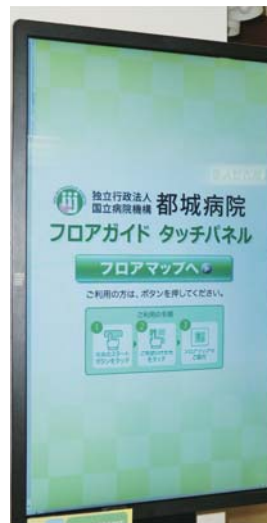 独立行政法人
国立病院機構 都城病院
フロアガイド タッチパネル
フロアマップへ
ご利用の方は、ボタンを押してください。
ご利用の手順
1 2 3